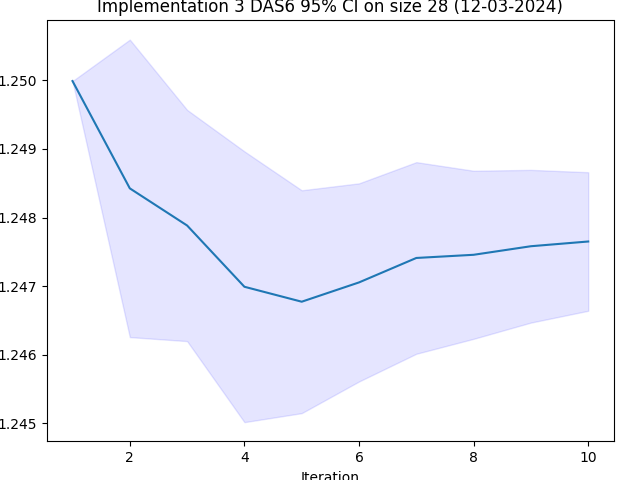 Implementation 3 DAS6 95% CI on size 28 (12-03-2024)
1.250
1.249
1.248
1.247
1.246
1.245
2 4 6 8 10
Iteration